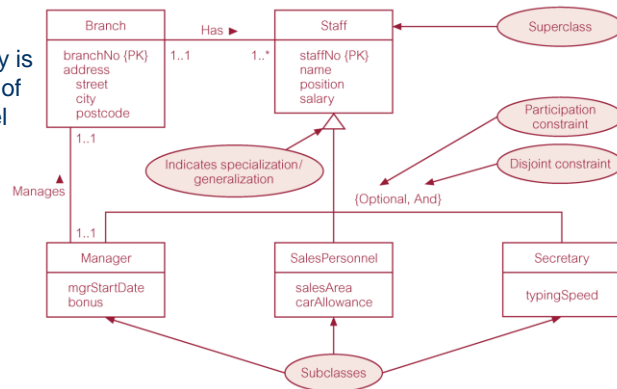 y is
of
el
Branch
Has ►
Staff
Superclass
branchNo {PK}
address
street
city
postcode
1..1
1..*
staffNo {PK}
name
position
salary
Participation
constraint
Disjoint constraint
1..1
Indicates specialization/
generalization
{Optional, And}
Manages
▲
1..1
Manager
mgrStartDate
bonus
SalesPersonnel
salesArea
carAllowance
Secretary
typingSpeed
Subclasses